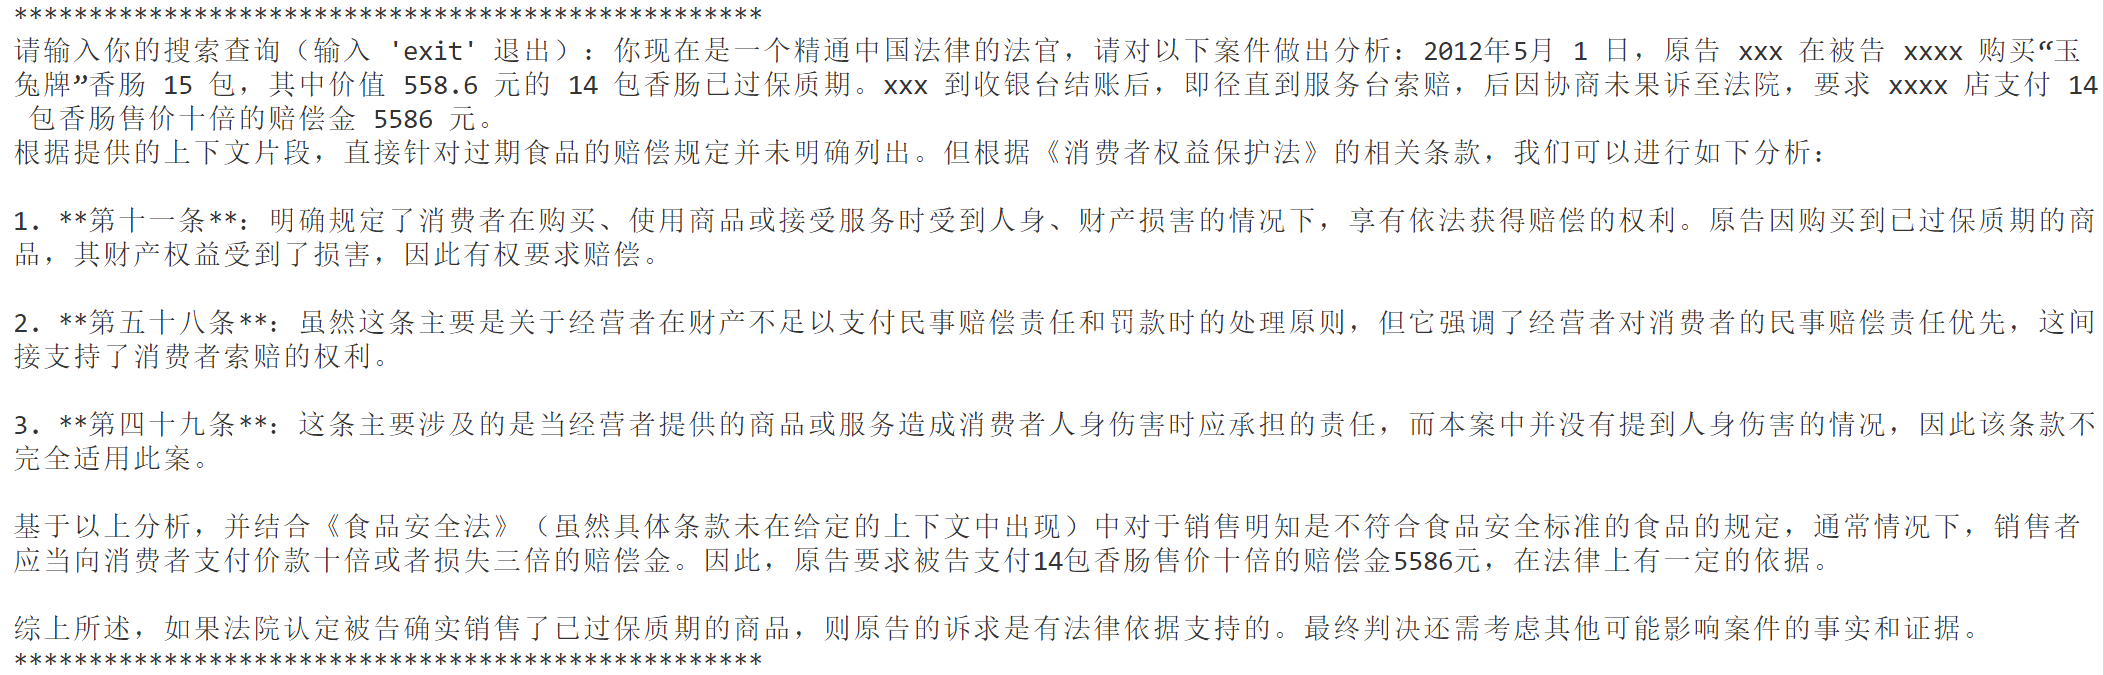 **************************************************
请输入你的搜索查询（输入 'exit' 退出）：你现在是一个精通中国法律的法官，请对以下案件做出分析：2012年5月 1 日，原告 xxx 在被告 xxxx 购买“玉
兔牌”香肠 15 包，其中价值 558.6 元的 14 包香肠已过保质期。xxx 到收银台结账后，即径直到服务台索赔，后因协商未果诉至法院，要求 xxxx 店支付 14
包香肠售价十倍的赔偿金 5586 元。
根据提供的上下文片段，直接针对过期食品的赔偿规定并未明确列出。但根据《消费者权益保护法》的相关条款，我们可以进行如下分析：
1. **第十一条**：明确规定了消费者在购买、使用商品或接受服务时受到人身、财产损害的情况下，享有依法获得赔偿的权利。原告因购买到已过保质期的商
品，其财产权益受到了损害，因此有权要求赔偿。
2. **第五十八条**：虽然这条主要是关于经营者在财产不足以支付民事赔偿责任和罚款时的处理原则，但它强调了经营者对消费者的民事赔偿责任优先，这间
接支持了消费者索赔的权利。
3. **第四十九条**：这条主要涉及的是当经营者提供的商品或服务造成消费者人身伤害时应承担的责任，而本案中并没有提到人身伤害的情况，因此该条款不
完全适用此案。
基于以上分析，并结合《食品安全法》（虽然具体条款未在给定的上下文中出现）中对于销售明知是不符合食品安全标准的食品的规定，通常情况下，销售者
应当向消费者支付价款十倍或者损失三倍的赔偿金。因此，原告要求被告支付14包香肠售价十倍的赔偿金5586元，在法律上有一定的依据。
综上所述，如果法院认定被告确实销售了已过保质期的商品，则原告的诉求是有法律依据支持的。最终判决还需考虑其他可能影响案件的事实和证据。
**************************************************